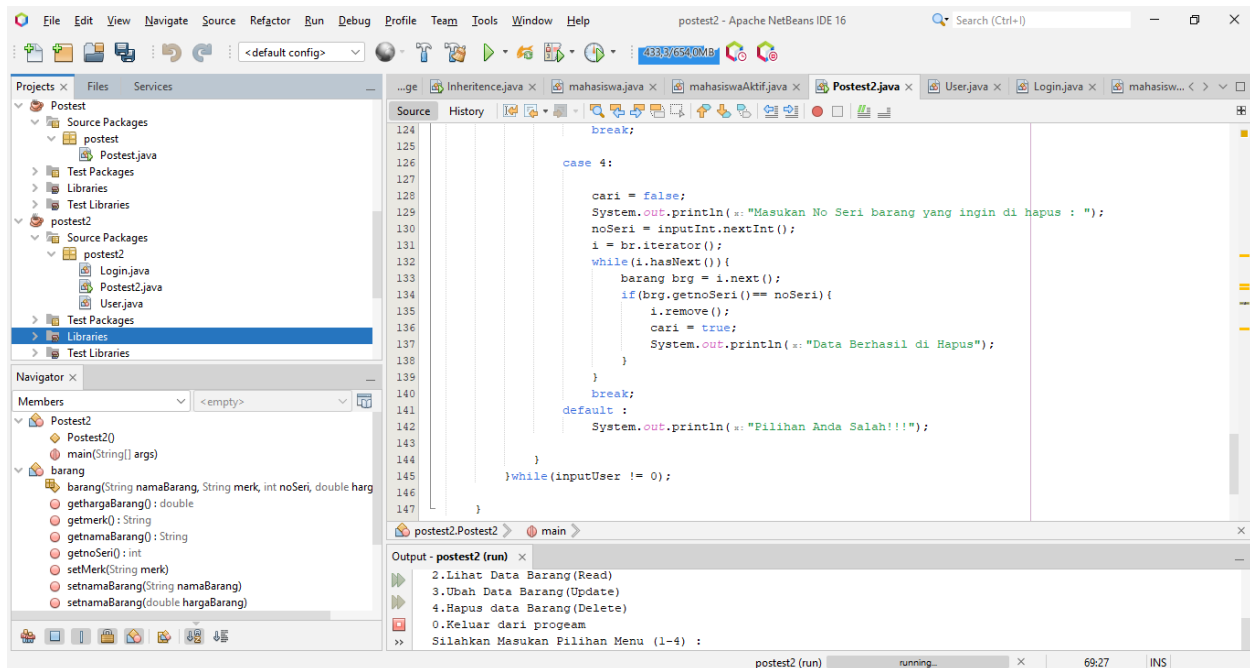 File Edit View Navigate Source Refactor Run Debug Profile Team Tools Window Help postest2 - Apache NetBeans IDE 16 Search (Ctrl+I)
<default config> 433,3/654,0MB
Projects Files Services
Postest
Source Packages
postest
Postest.java
Test Packages
Libraries
Test Libraries
postest2
Source Packages
postest2
Login.java
Postest2.java
User.java
Test Packages
Libraries
Test Libraries
Navigator
Members <empty>
Postest2
Postest2()
main(String[] args)
barang
barang(String namaBarang, String merk, int noSeri, double harg
gethargaBarang() : double
getmerk() : String
getnamaBarang() : String
getnoSeri() : int
setMerk(String merk)
setnamaBarang(String namaBarang)
setnamaBarang(double hargaBarang)
...ge Inheritence.java mahasiswa.java mahasiswaAktif.java Postest2.java User.java Login.java mahasisw...
Source History
124 break;
125
126 case 4:
127
128 cari = false;
129 System.out.println(x: "Masukan No Seri barang yang ingin di hapus : ");
130 noSeri = inputInt.nextInt();
131 i = br.iterator();
132 while(i.hasNext()){
133 barang brg = i.next();
134 if(brg.getnoSeri()== noSeri){
135 i.remove();
136 cari = true;
137 System.out.println(x: "Data Berhasil di Hapus");
138 }
139 }
140 break;
141 default :
142 System.out.println(x: "Pilihan Anda Salah!!!");
143
144 }
145 }while(inputUser != 0);
146
147 }
postest2.Postest2 main
Output - postest2 (run)
2.Lihat Data Barang(Read)
3.Ubah Data Barang(Update)
4.Hapus data Barang(Delete)
0.Keluar dari progeam
Silahkan Masukan Pilihan Menu (1-4) :
postest2 (run) running... 69:27 INS